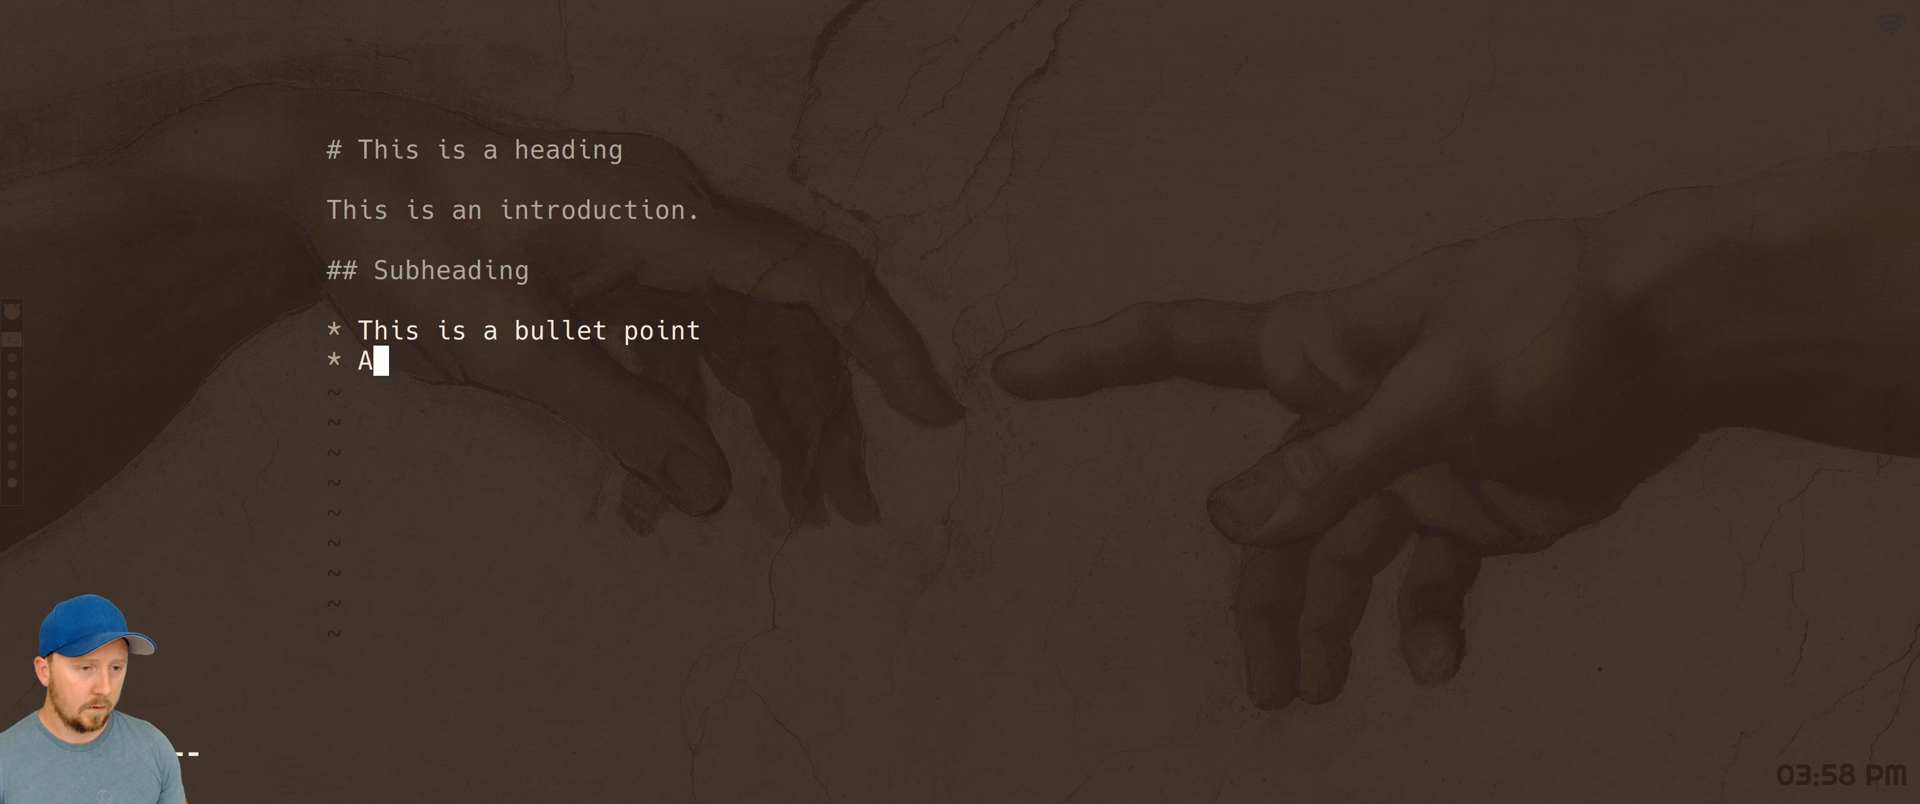 # This is a heading
This is an introduction.
## Subheading
* This is a bullet point
* A
~
~
~
~
~
~
~
~
~
--
03:58 PM